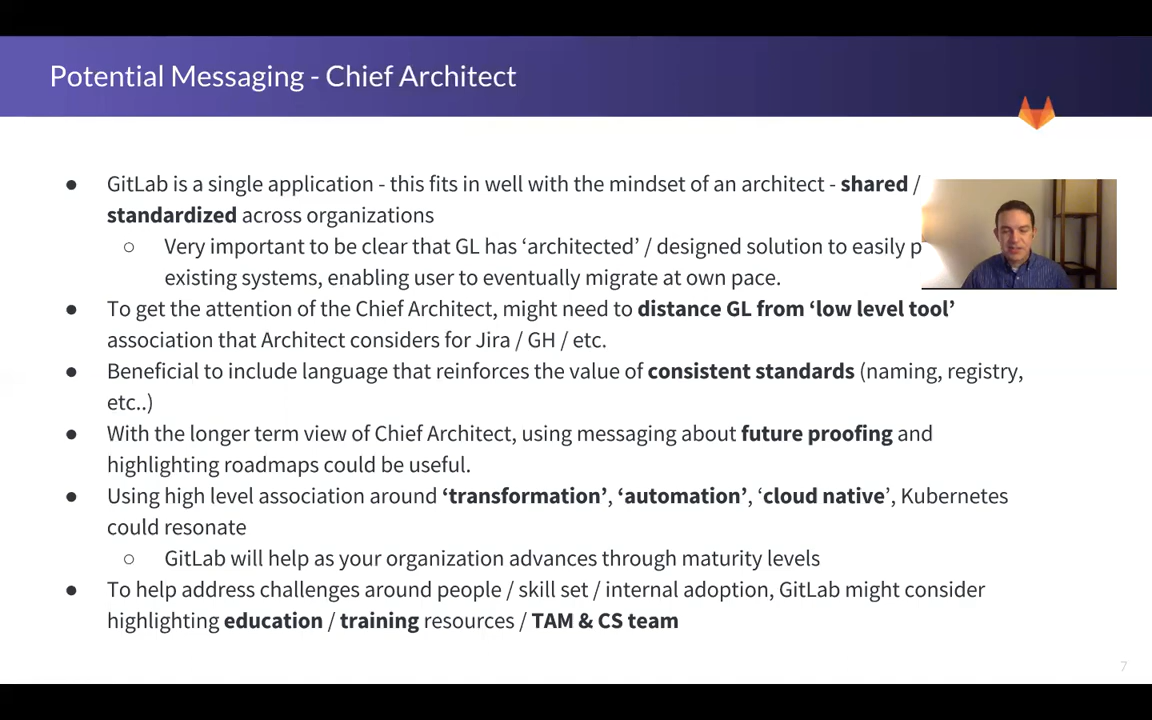 Potential Messaging - Chief Architect
● GitLab is a single application - this fits in well with the mindset of an architect - shared /
standardized across organizations
○ Very important to be clear that GL has ‘architected’ / designed solution to easily
existing systems, enabling user to eventually migrate at own pace.
● To get the attention of the Chief Architect, might need to distance GL from ‘low level tool’
association that Architect considers for Jira / GH / etc.
● Beneficial to include language that reinforces the value of consistent standards (naming, registry,
etc..)
● With the longer term view of Chief Architect, using messaging about future proofing and
highlighting roadmaps could be useful.
● Using high level association around ‘transformation’, ‘automation’, ‘cloud native’, Kubernetes
could resonate
○ GitLab will help as your organization advances through maturity levels
● To help address challenges around people / skill set / internal adoption, GitLab might consider
highlighting education / training resources / TAM & CS team
7